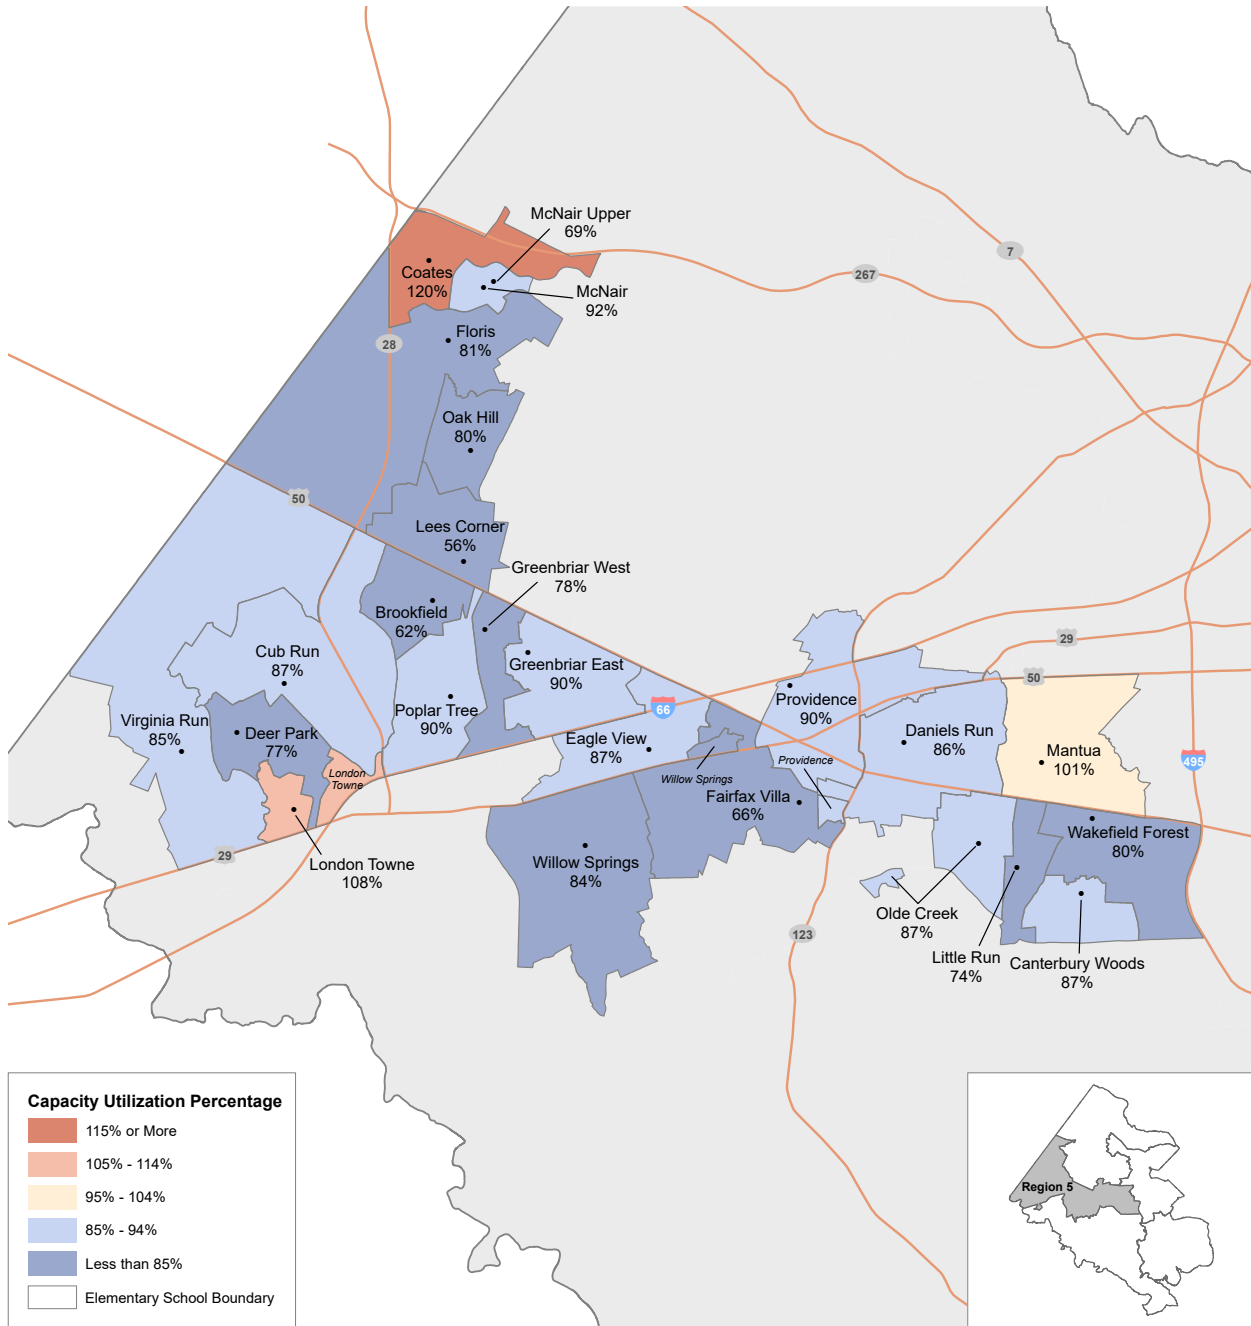 McNair Upper
69%
7
267
Coates
120%
McNair
92%
Floris
81%
28
Oak Hill
80%
50
Lees Corner
56%
Greenbriar West
78%
Brookfield
62%
29
Cub Run
87%
Greenbriar East
90%
50
Providence
90%
66
Poplar Tree
90%
Virginia Run
85%
Deer Park
77%
Eagle View
87%
Daniels Run
86%
Mantua
101%
495
London
Towne
Willow Springs
Providence
Fairfax Villa
66%
Wakefield Forest
80%
29
London Towne
108%
Willow Springs
84%
Olde Creek
87%
123
Little Run
74%
Canterbury Woods
87%
Capacity Utilization Percentage
115% or More
105% - 114%
95% - 104%
85% - 94%
Less than 85%
Elementary School Boundary
Region 5